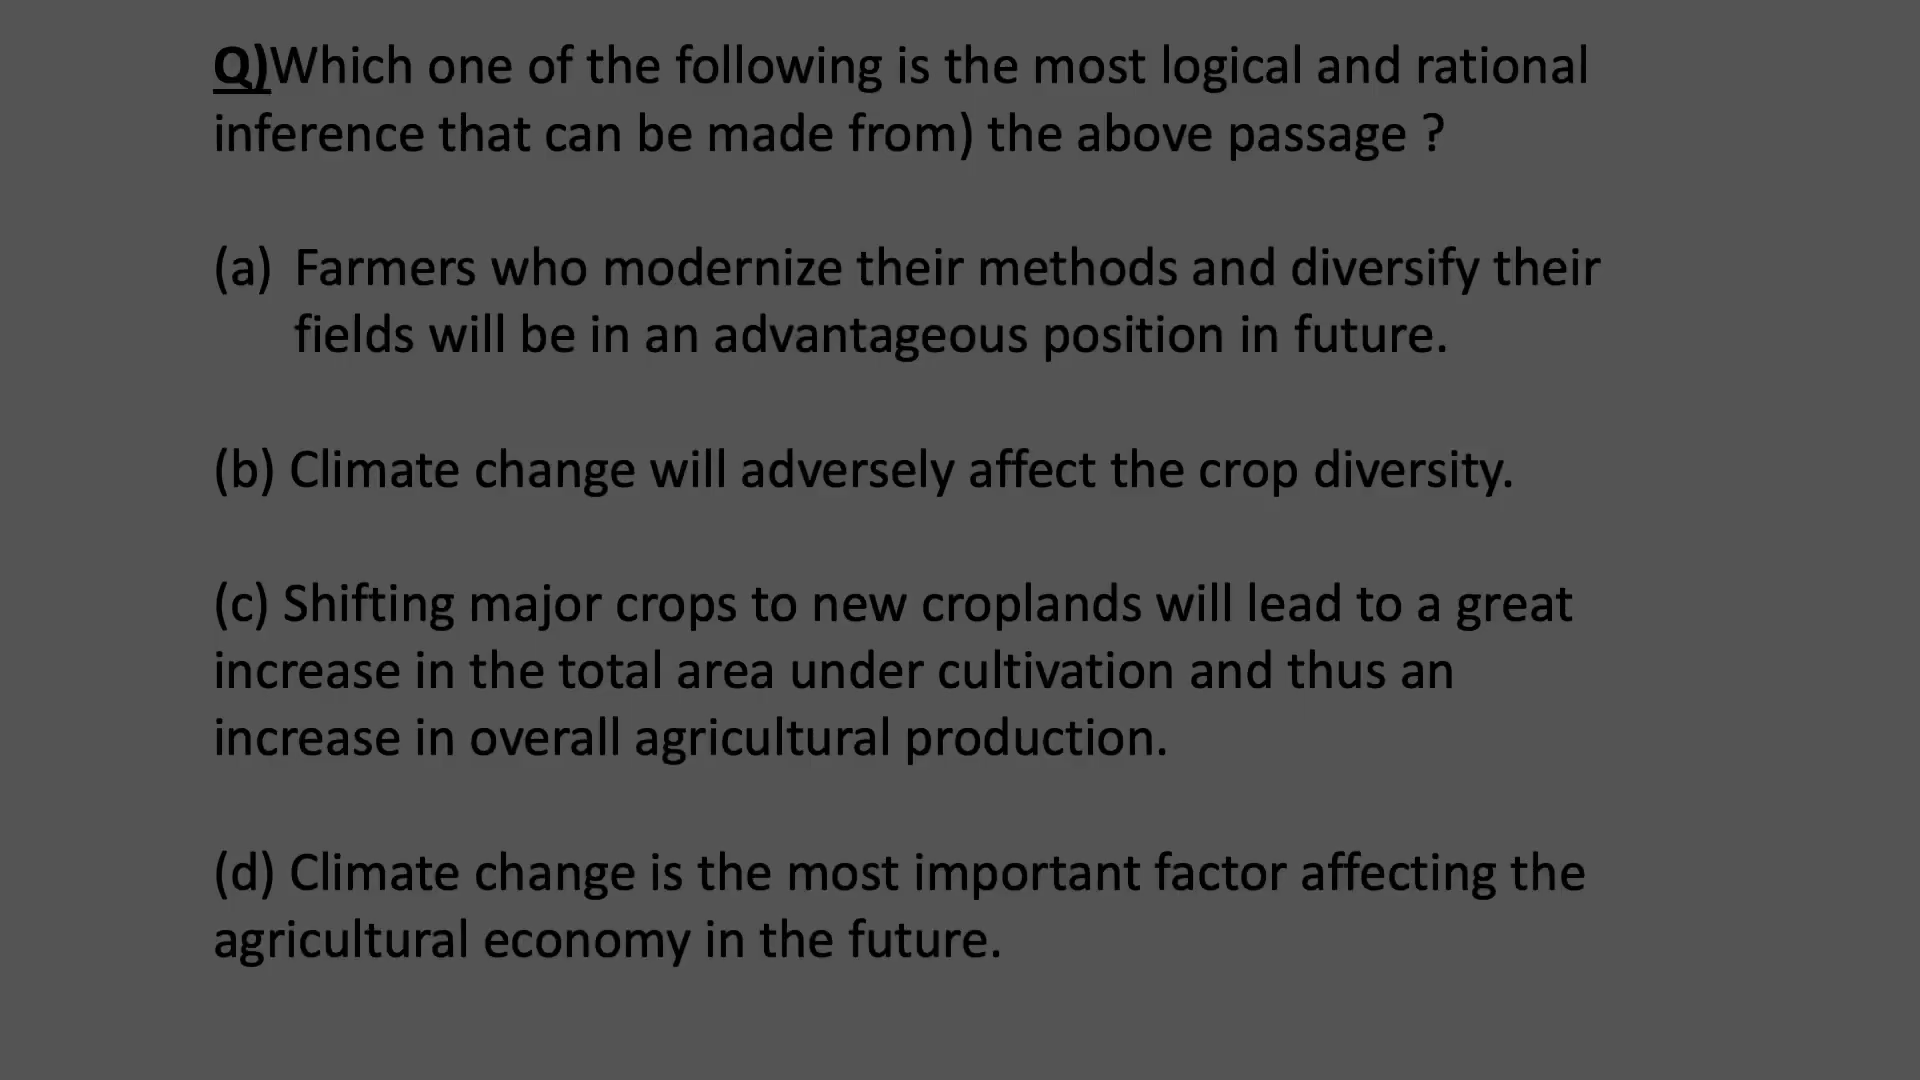 Q)Which one of the following is the most logical and rational
inference that can be made from) the above passage ?
(a) Farmers who modernize their methods and diversify their
fields will be in an advantageous position in future.
(b) Climate change will adversely affect the crop diversity.
(c) Shifting major crops to new croplands will lead to a great
increase in the total area under cultivation and thus an
increase in overall agricultural production.
(d) Climate change is the most important factor affecting the
agricultural economy in the future.